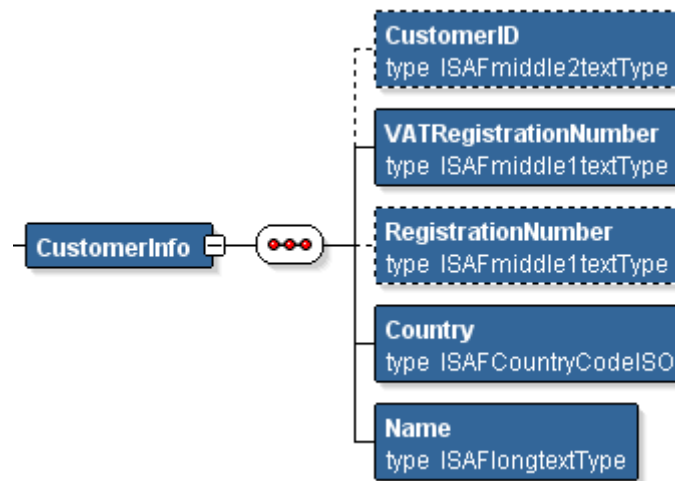 CustomerID
type ISAFmiddle2textType
VATRegistrationNumber
type ISAFmiddle1textType
CustomerInfo
RegistrationNumber
type ISAFmiddle1textType
Country
type ISAFCountryCodeISO
Name
type ISAFlongtextType